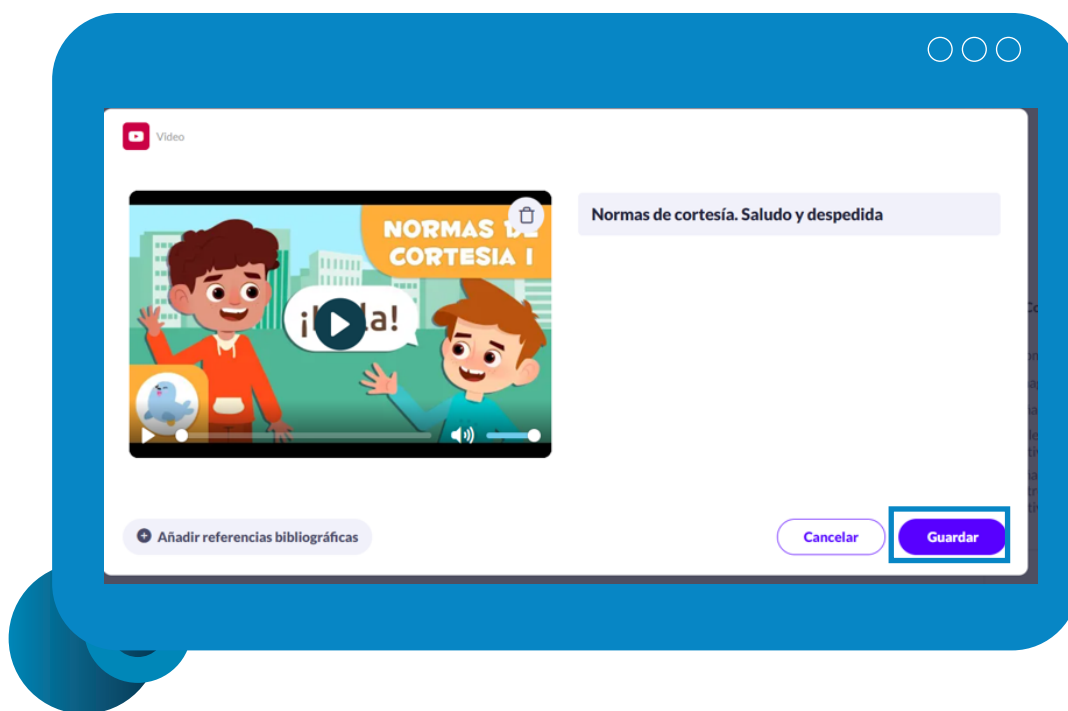 Video
NORMAS DE
CORTESIA I
Normas de cortesía. Saludo y despedida
Añadir referencias bibliográficas
Cancelar
Guardar